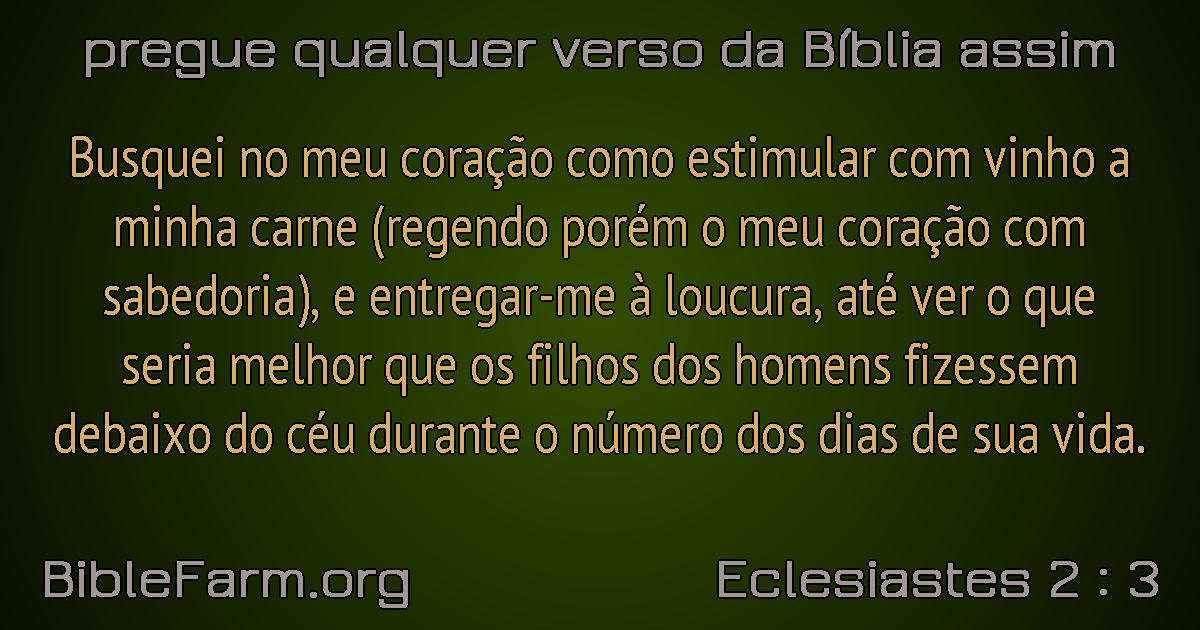 pregue qualquer verso da Bíblia assim
Busquei no meu coração como estimular com vinho a
minha carne (regendo porém o meu coração com
sabedoria), e entregar-me à loucura, até ver o que
seria melhor que os filhos dos homens fizessem
debaixo do céu durante o número dos dias de sua vida.
BibleFarm.org
Eclesiastes 2 : 3